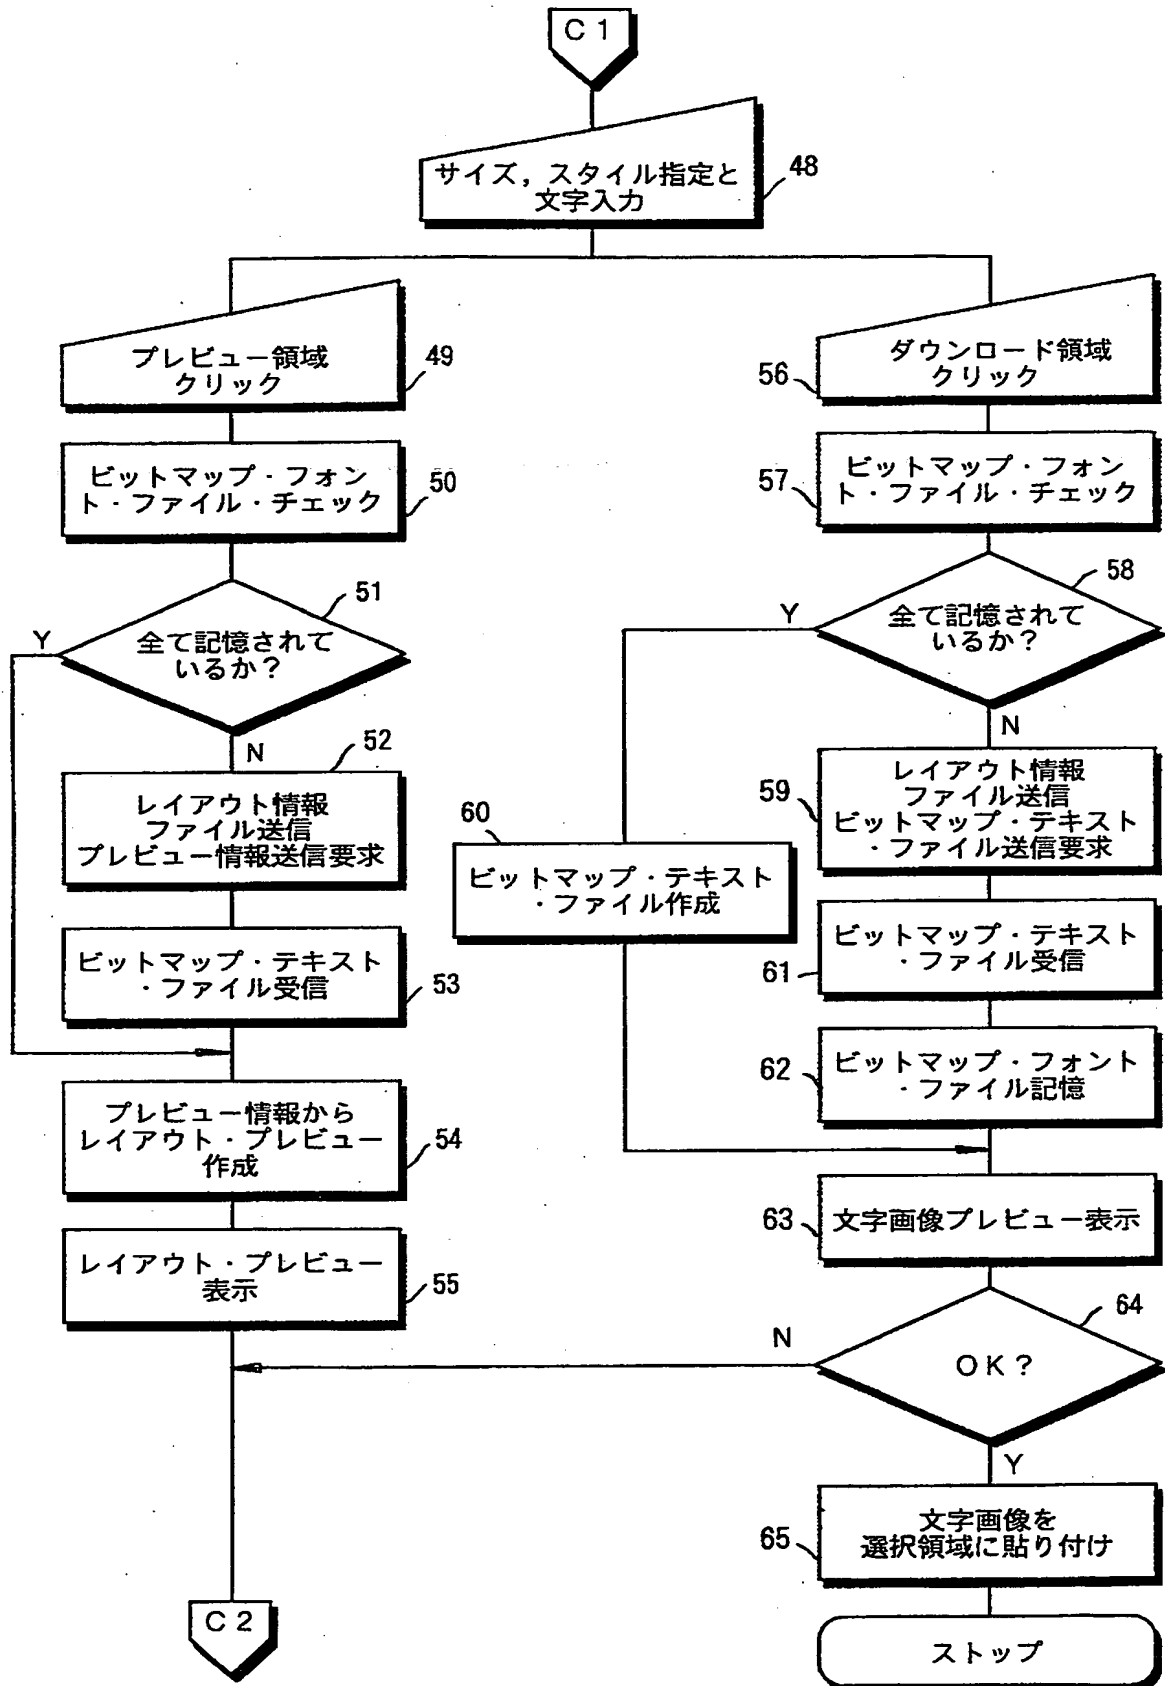 C1
サイズ，スタイル指定と
文字入力
48
プレビュー領域
クリック
49
ビットマップ・フォン
ト・ファイル・チェック
50
全て記憶されて
いるか？
51
Y
N
レイアウト情報
ファイル送信
プレビュー情報送信要求
52
ビットマップ・テキスト
・ファイル受信
53
プレビュー情報から
レイアウト・プレビュー
作成
54
レイアウト・プレビュー
表示
55
C2
ダウンロード領域
クリック
56
ビットマップ・フォン
ト・ファイル・チェック
57
全て記憶されて
いるか？
58
Y
N
レイアウト情報
ファイル送信
ビットマップ・テキスト
・ファイル送信要求
59
60
ビットマップ・テキスト
・ファイル作成
ビットマップ・テキスト
・ファイル受信
61
ビットマップ・フォント
・ファイル記憶
62
文字画像プレビュー表示
63
OK？
64
N
Y
文字画像を
選択領域に貼り付け
65
ストップ